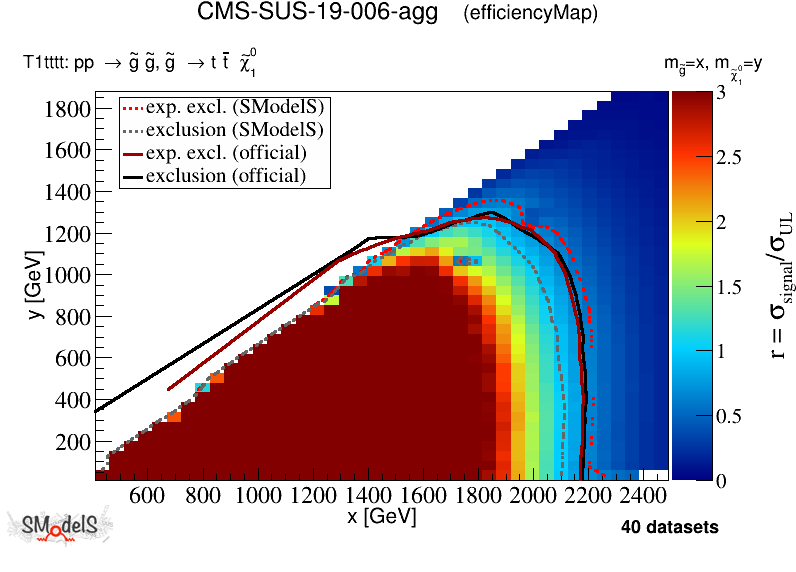 CMS-SUS-19-006-agg (efficiencyMap)
T1tttt: pp → g̃ g̃, g̃ → t t̄ χ̃₁⁰
m_g̃=x, m_χ̃₁⁰=y
exp. excl. (SModelS)
exclusion (SModelS)
exp. excl. (official)
exclusion (official)
1800
1600
1400
1200
1000
800
600
400
200
y [GeV]
600 800 1000 1200 1400 1600 1800 2000 2200 2400
x [GeV]
3
2.5
2
1.5
1
0.5
0
r = σ_signal/σ_UL
SModelS
40 datasets